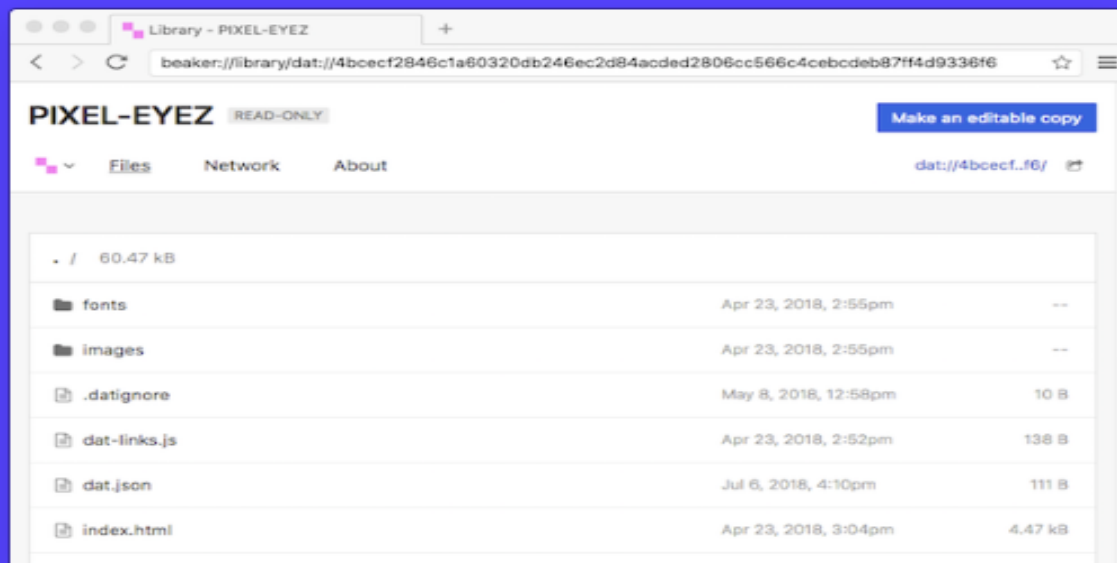 Library - PIXEL-EYEZ
beaker://library/dat://4bcecf2846c1a60320db246ec2d84acded2806cc566c4cebcdeb87ff4d9336f6
PIXEL-EYEZ READ-ONLY Make an editable copy
Files Network About dat://4bcecf..f6/
. / 60.47 kB
fonts Apr 23, 2018, 2:55pm --
images Apr 23, 2018, 2:55pm --
.datignore May 8, 2018, 12:58pm 10 B
dat-links.js Apr 23, 2018, 2:52pm 138 B
dat.json Jul 6, 2018, 4:10pm 111 B
index.html Apr 23, 2018, 3:04pm 4.47 kB